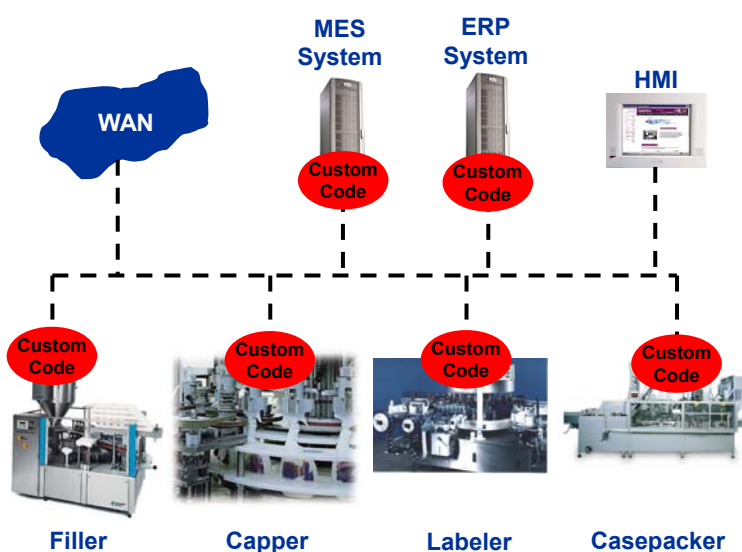 MES
System
ERP
System
HMI
WAN
Custom
Code
Custom
Code
Custom
Code
Custom
Code
Custom
Code
Custom
Code
Filler
Capper
Labeler
Casepacker